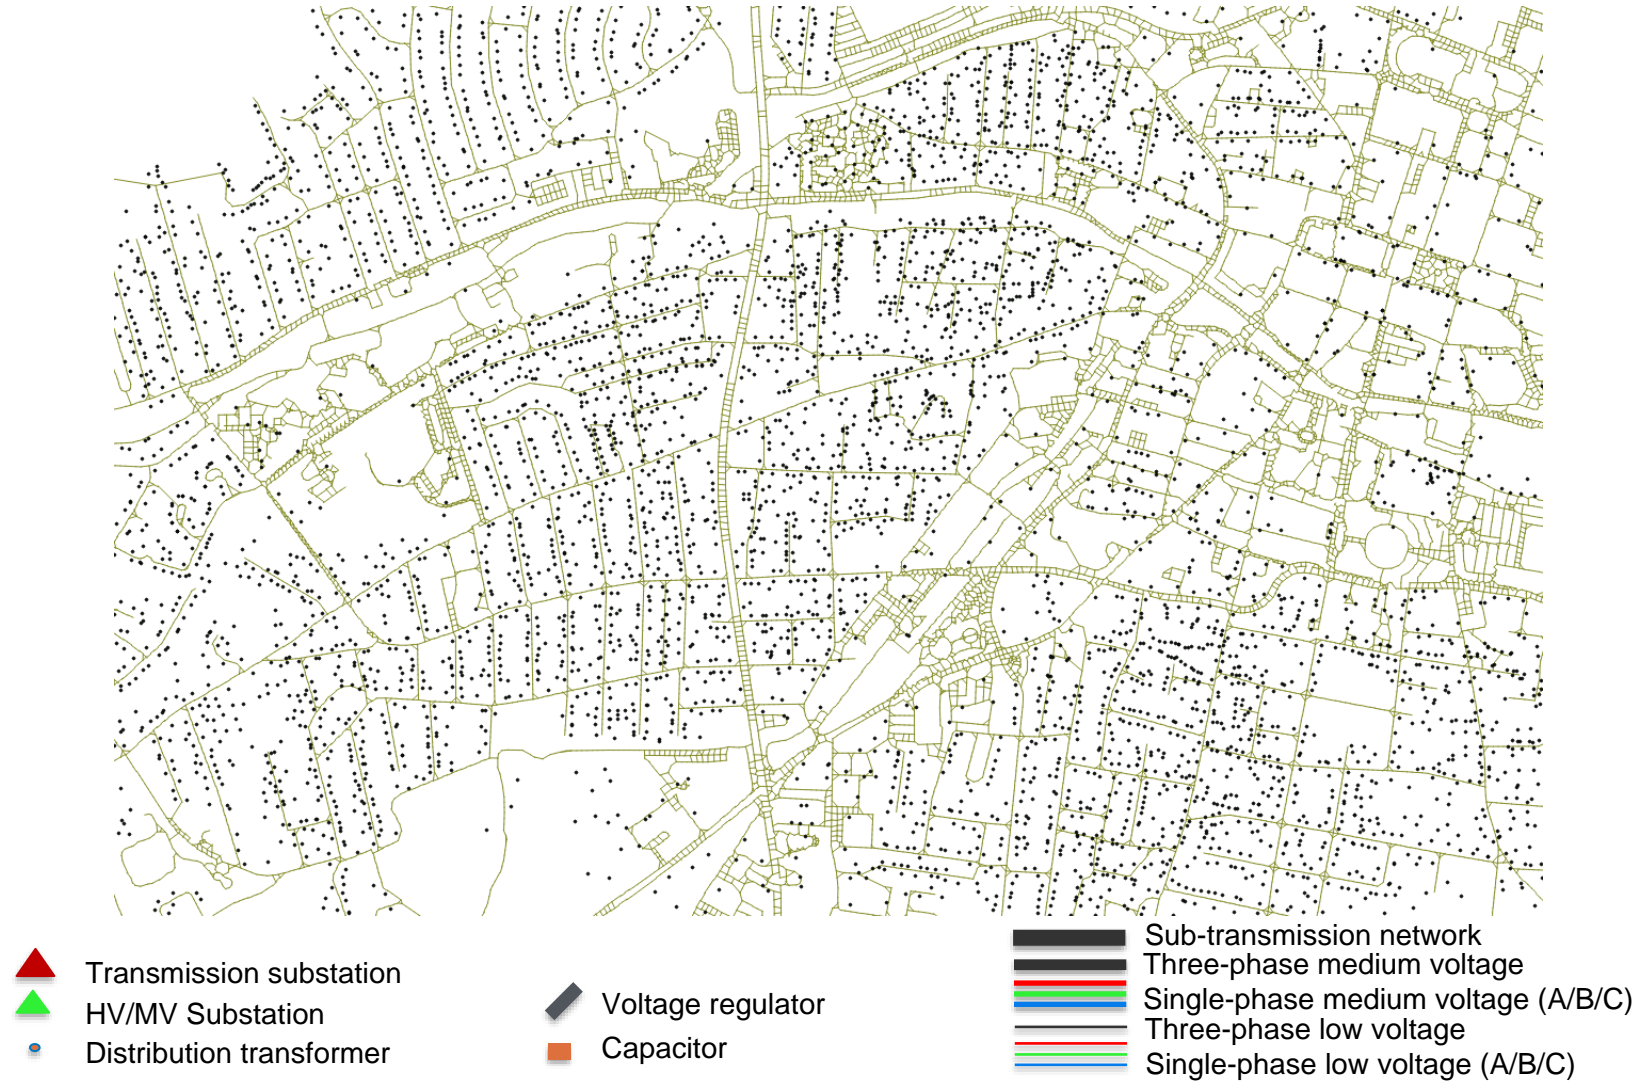 Transmission substation
HV/MV Substation
Distribution transformer
Voltage regulator
Capacitor
Sub-transmission network
Three-phase medium voltage
Single-phase medium voltage (A/B/C)
Three-phase low voltage
Single-phase low voltage (A/B/C)